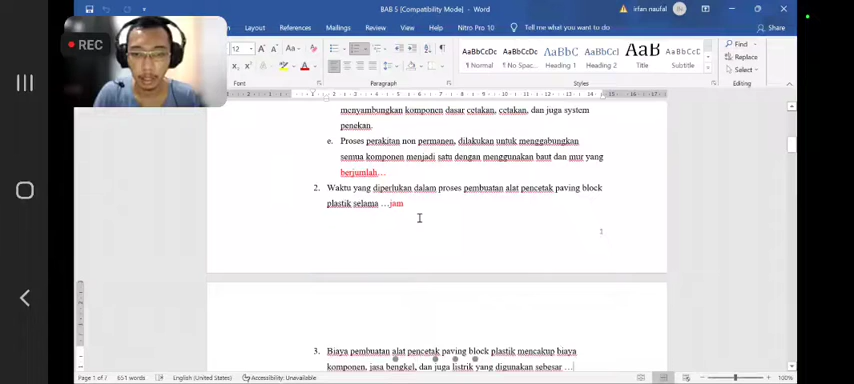 BAB 5 [Compatibility Mode] - Word
irfan naufal
IN
REC
Layout
References
Mailings
Review
View
Help
Nitro Pro 10
Tell me what you want to do
Share
12
Aa
Font
Paragraph
AaBbCcDc
AaBbCcDc
AaBbC
AaBbCcI
AaB
AaBbCcD
¶ Normal
¶ No Spac...
Heading 1
Heading 2
Title
Subtitle
Styles
Find
Replace
Select
Editing
menyambungkan komponen dasar cetakan, cetakan, dan juga system
penekan.
e. Proses perakitan non permanen, dilakukan untuk menggabungkan
semua komponen menjadi satu dengan menggunakan baut dan mur yang
berjumlah…
2. Waktu yang diperlukan dalam proses pembuatan alat pencetak paving block
plastik selama …jam
1
3. Biaya pembuatan alat pencetak paving block plastik mencakup biaya
komponen, jasa bengkel, dan juga listrik yang digunakan sebesar …
Page 1 of 7
651 words
English (United States)
Accessibility: Unavailable
100%